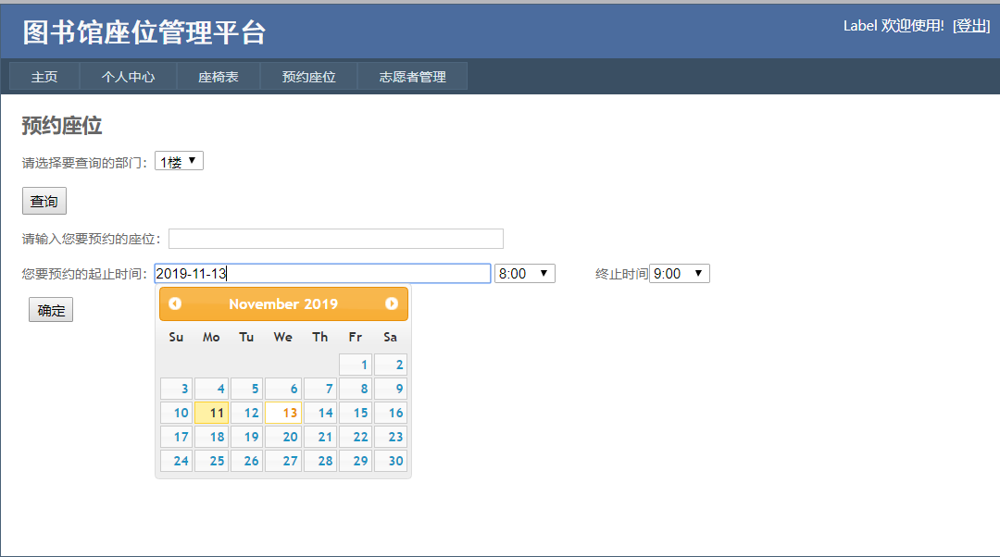 图书馆座位管理平台
Label 欢迎使用! [登出]
主页 个人中心 座椅表 预约座位 志愿者管理
预约座位
请选择要查询的部门: 1楼
查询
请输入您要预约的座位:
您要预约的起止时间: 2019-11-13 8:00 终止时间 9:00
确定
November 2019
Su Mo Tu We Th Fr Sa
1 2
3 4 5 6 7 8 9
10 11 12 13 14 15 16
17 18 19 20 21 22 23
24 25 26 27 28 29 30